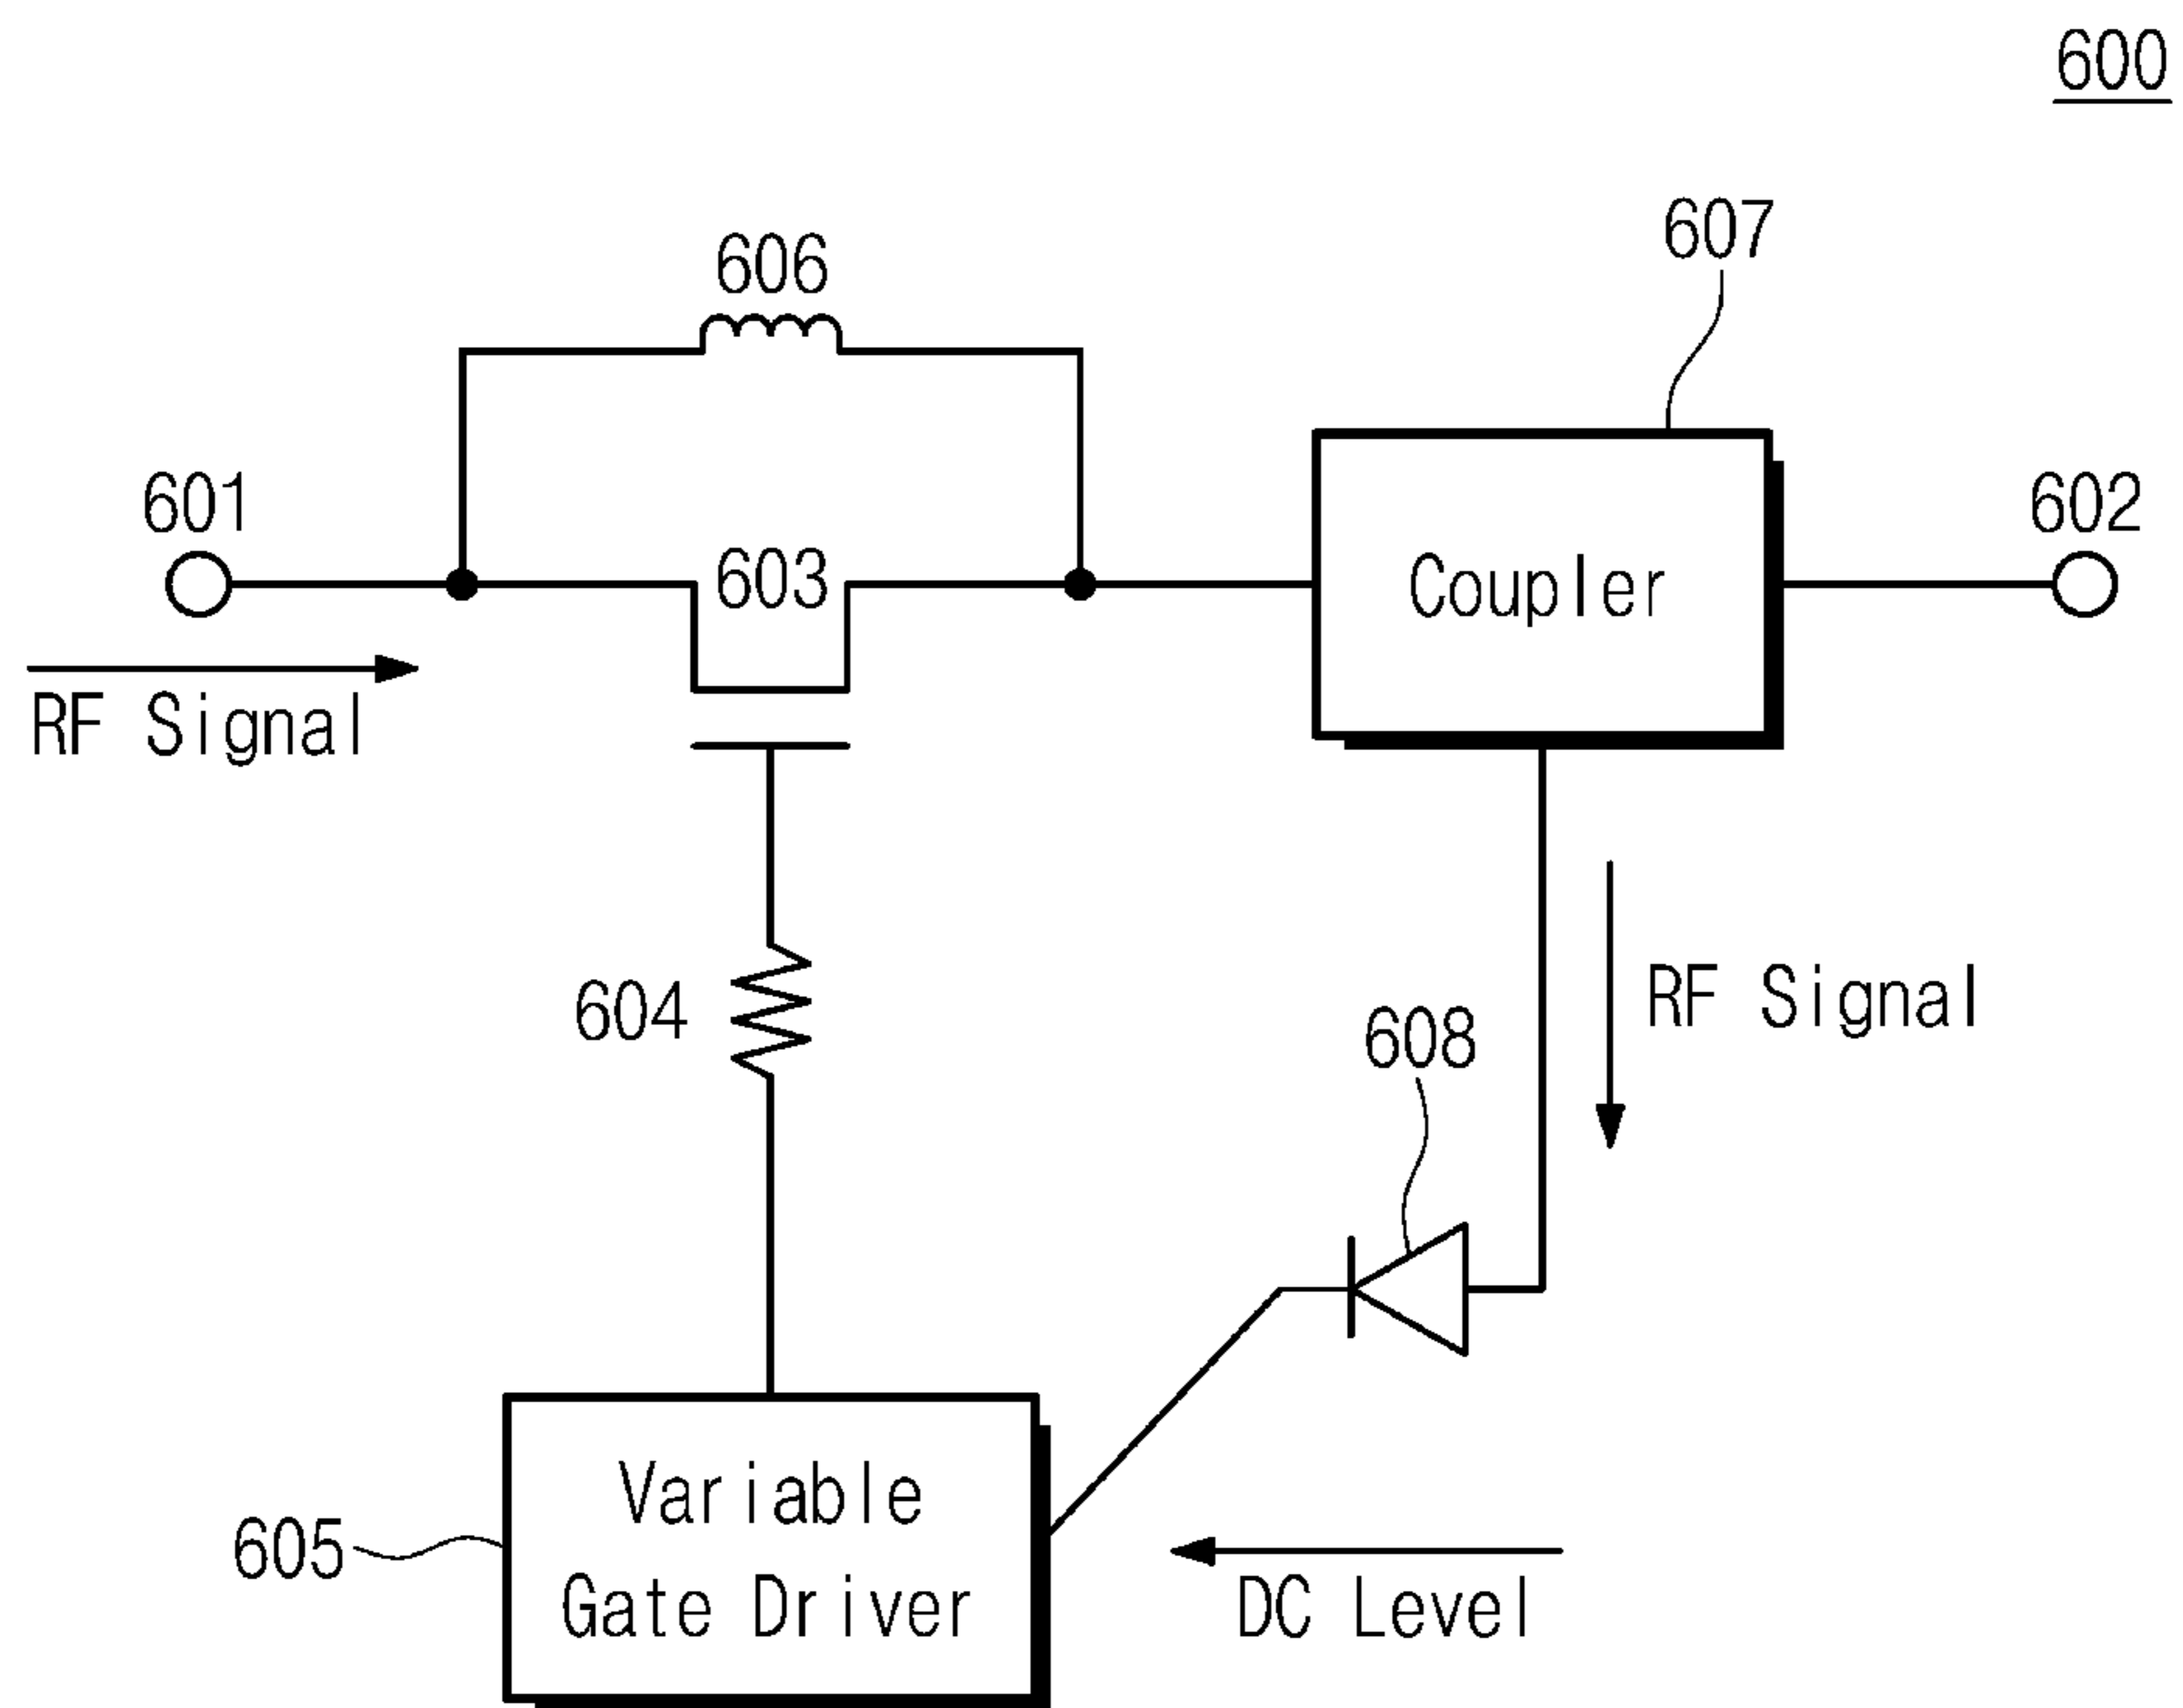 600
607
606
601
603
602
Coupler
RF Signal
604
RF Signal
608
Variable
Gate Driver
605
DC Level